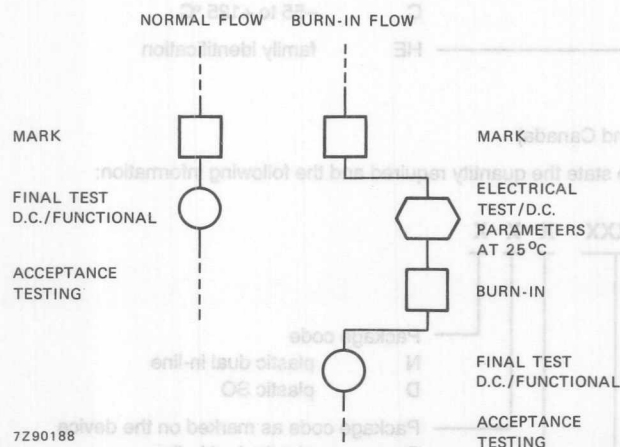 NORMAL FLOW
BURN-IN FLOW
MARK
FINAL TEST
D.C./FUNCTIONAL
ACCEPTANCE
TESTING
MARK
ELECTRICAL
TEST/D.C.
PARAMETERS
AT 25°C
BURN-IN
FINAL TEST
D.C./FUNCTIONAL
ACCEPTANCE
TESTING
7Z90188